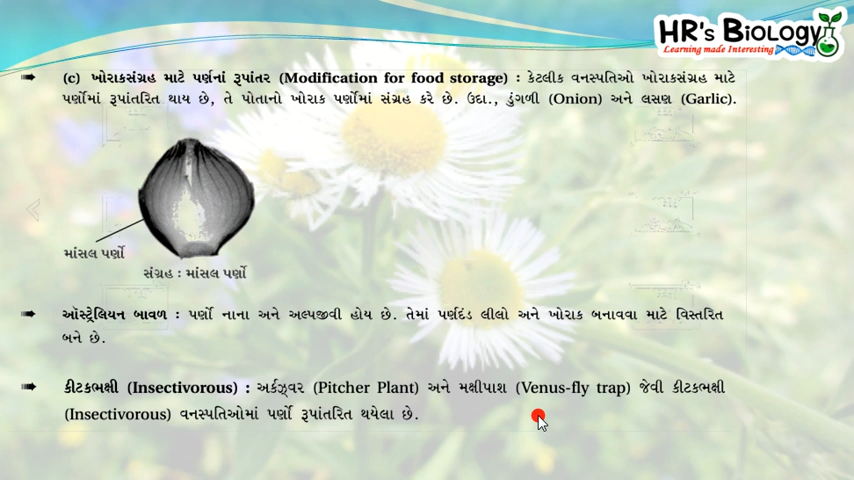 HR's Biology
Learning made Interesting
(c) ખોરાકસંગ્રહ માટે પર્ણનાં રૂપાંતર (Modification for food storage) : કેટલીક વનસ્પતિઓ ખોરાકસંગ્રહ માટે
પર્ણોમાં રૂપાંતરિત થાય છે, તે પોતાનો ખોરાક પર્ણોમાં સંગ્રહ કરે છે. ઉદા., ડુંગળી (Onion) અને લસણ (Garlic).
માંસલ પર્ણો
સંગ્રહ : માંસલ પર્ણો
ઑસ્ટ્રેલિયન બાવળ : પર્ણો નાના અને અલ્પજીવી હોય છે. તેમાં પર્ણદંડ લીલો અને ખોરાક બનાવવા માટે વિસ્તરિત
બને છે.
કીટકભક્ષી (Insectivorous) : અર્કઝ્વર (Pitcher Plant) અને મક્ષીપાશ (Venus-fly trap) જેવી કીટકભક્ષી
(Insectivorous) વનસ્પતિઓમાં પર્ણો રૂપાંતરિત થયેલા છે.